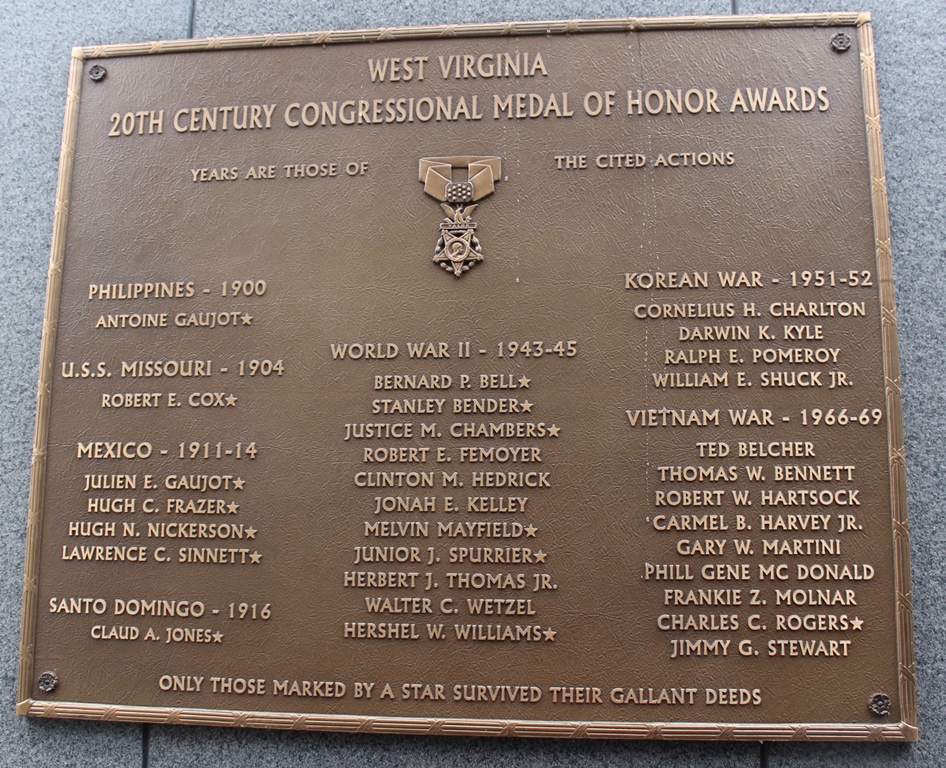 WEST VIRGINIA
20TH CENTURY CONGRESSIONAL MEDAL OF HONOR AWARDS
YEARS ARE THOSE OF THE CITED ACTIONS
PHILIPPINES - 1900
ANTOINE GAUJOT★
U.S.S. MISSOURI - 1904
ROBERT E. COX★
MEXICO - 1911-14
JULIEN E. GAUJOT★
HUGH C. FRAZER★
HUGH N. NICKERSON★
LAWRENCE C. SINNETT★
SANTO DOMINGO - 1916
CLAUD A. JONES★
WORLD WAR II - 1943-45
BERNARD P. BELL★
STANLEY BENDER★
JUSTICE M. CHAMBERS★
ROBERT E. FEMOYER
CLINTON M. HEDRICK
JONAH E. KELLEY
MELVIN MAYFIELD★
JUNIOR J. SPURRIER★
HERBERT J. THOMAS JR.
WALTER C. WETZEL
HERSHEL W. WILLIAMS★
KOREAN WAR - 1951-52
CORNELIUS H. CHARLTON
DARWIN K. KYLE
RALPH E. POMEROY
WILLIAM E. SHUCK JR.
VIETNAM WAR - 1966-69
TED BELCHER
THOMAS W. BENNETT
ROBERT W. HARTSOCK
CARMEL B. HARVEY JR.
GARY W. MARTINI
PHILL GENE MC DONALD
FRANKIE Z. MOLNAR
CHARLES C. ROGERS★
JIMMY G. STEWART
ONLY THOSE MARKED BY A STAR SURVIVED THEIR GALLANT DEEDS